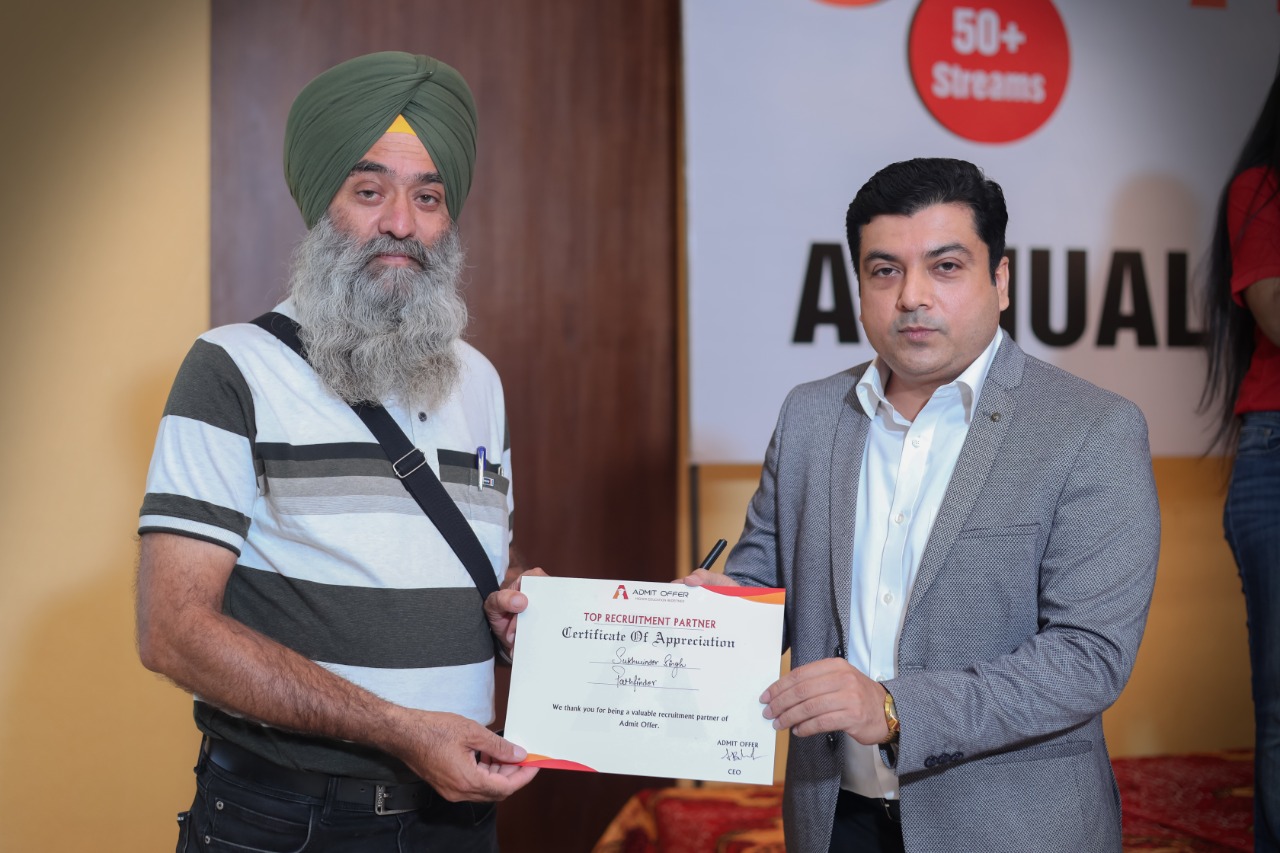 50+
Streams
ANNUAL
ADMIT OFFER
TOP RECRUITMENT PARTNER
Certificate Of Appreciation
Sukhwinder Singh
Pathfinder
We thank you for being a valuable recruitment partner of
Admit Offer.
ADMIT OFFER
CEO